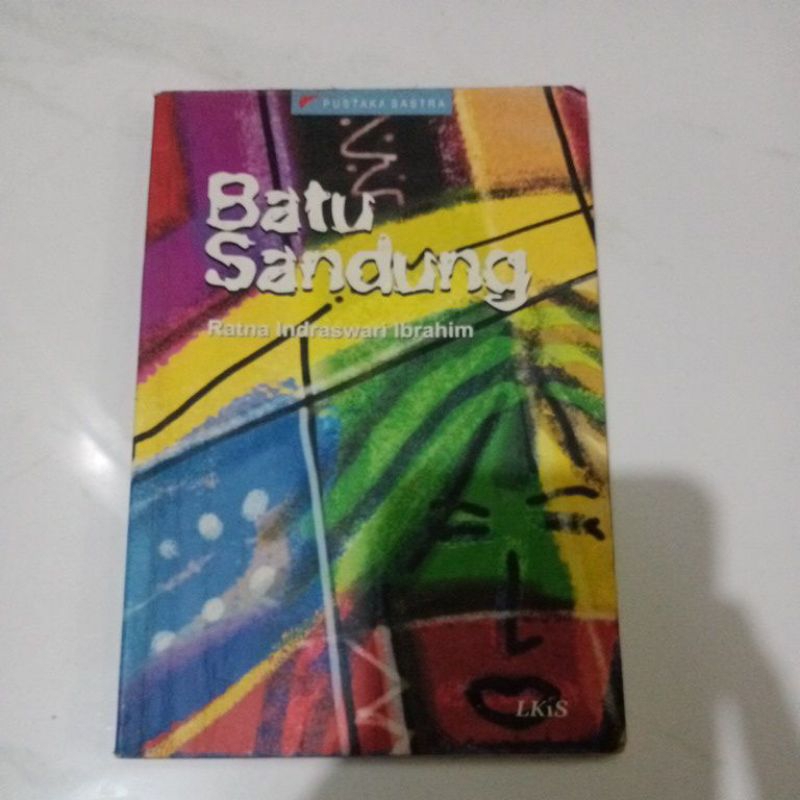 PUSTAKA SASTRA
Batu
Sandung
Ratna Indraswari Ibrahim
LKiS